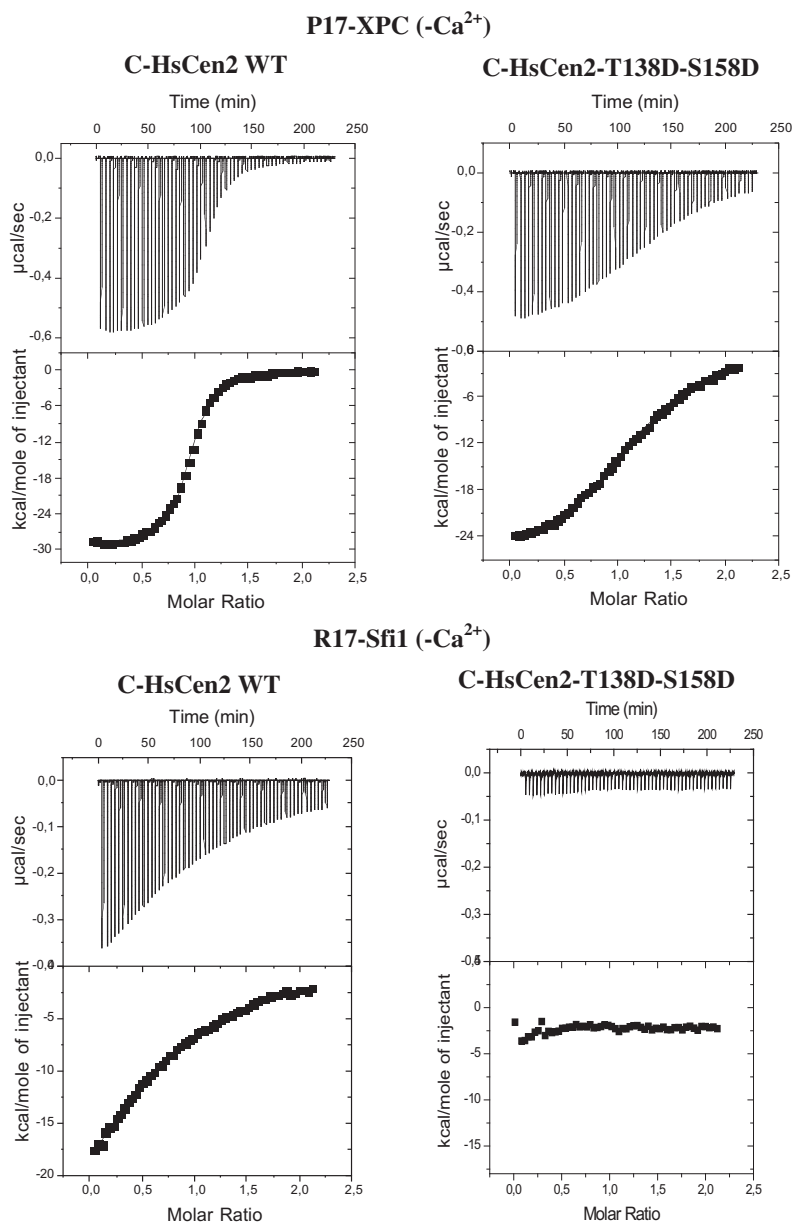 P17-XPC (-Ca²⁺)
C-HsCen2 WT
Time (min)
0 50 100 150 200 250
0,0
-0,2
-0,4
-0,6
µcal/sec
0
-6
-12
-18
-24
-30
kcal/mole of injectant
0,0 0,5 1,0 1,5 2,0 2,5
Molar Ratio
C-HsCen2-T138D-S158D
Time (min)
0 50 100 150 200 250
0,0
-0,2
-0,4
µcal/sec
0
-6
-12
-18
-24
kcal/mole of injectant
0,0 0,5 1,0 1,5 2,0 2,5
Molar Ratio
R17-Sfi1 (-Ca²⁺)
C-HsCen2 WT
Time (min)
0 50 100 150 200 250
0,0
-0,1
-0,2
-0,3
µcal/sec
-5
-10
-15
-20
kcal/mole of injectant
0,0 0,5 1,0 1,5 2,0 2,5
Molar Ratio
C-HsCen2-T138D-S158D
Time (min)
0 50 100 150 200 250
0,0
-0,1
-0,2
-0,3
µcal/sec
0
-5
-10
-15
kcal/mole of injectant
0,0 0,5 1,0 1,5 2,0 2,5
Molar Ratio